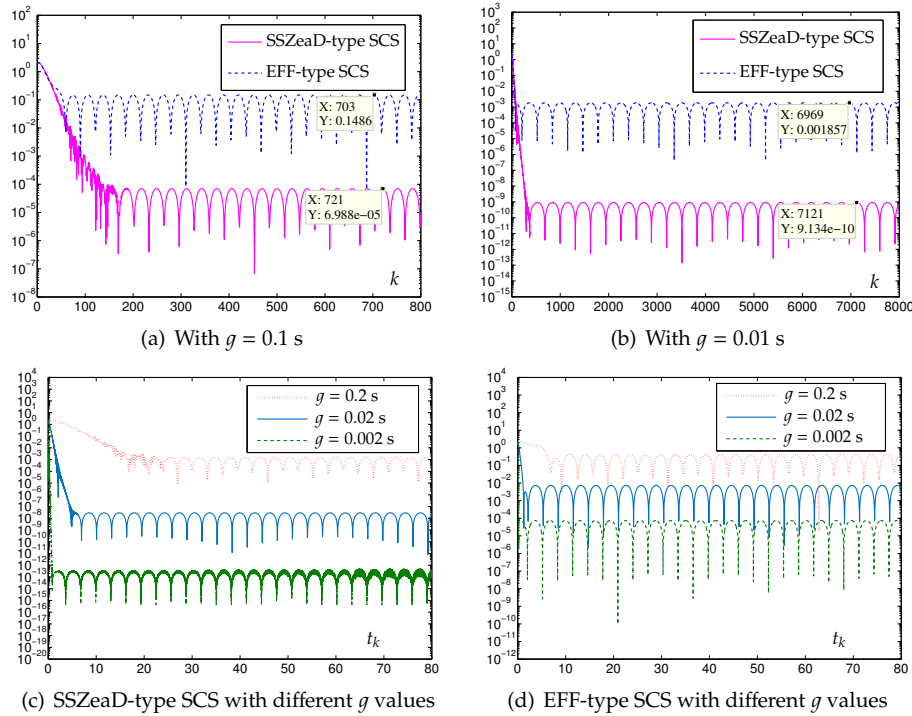 10^2
10^1
10^0
10^-1
10^-2
10^-3
10^-4
10^-5
10^-6
10^-7
10^-8
0 100 200 300 400 500 600 700 800
SSZeaD-type SCS
EFF-type SCS
X: 703
Y: 0.1486
X: 721
Y: 6.988e−05
k
(a) With g = 0.1 s
10^3
10^2
10^1
10^0
10^-1
10^-2
10^-3
10^-4
10^-5
10^-6
10^-7
10^-8
10^-9
10^-10
10^-11
10^-12
10^-13
10^-14
10^-15
0 1000 2000 3000 4000 5000 6000 7000 8000
SSZeaD-type SCS
EFF-type SCS
X: 6969
Y: 0.001857
X: 7121
Y: 9.134e−10
k
(b) With g = 0.01 s
10^4
10^3
10^2
10^1
10^0
10^-1
10^-2
10^-3
10^-4
10^-5
10^-6
10^-7
10^-8
10^-9
10^-10
10^-11
10^-12
10^-13
10^-14
10^-15
10^-16
10^-17
10^-18
10^-19
10^-20
0 10 20 30 40 50 60 70 80
g = 0.2 s
g = 0.02 s
g = 0.002 s
t_k
(c) SSZeaD-type SCS with different g values
10^4
10^3
10^2
10^1
10^0
10^-1
10^-2
10^-3
10^-4
10^-5
10^-6
10^-7
10^-8
10^-9
10^-10
10^-11
10^-12
0 10 20 30 40 50 60 70 80
g = 0.2 s
g = 0.02 s
g = 0.002 s
t_k
(d) EFF-type SCS with different g values